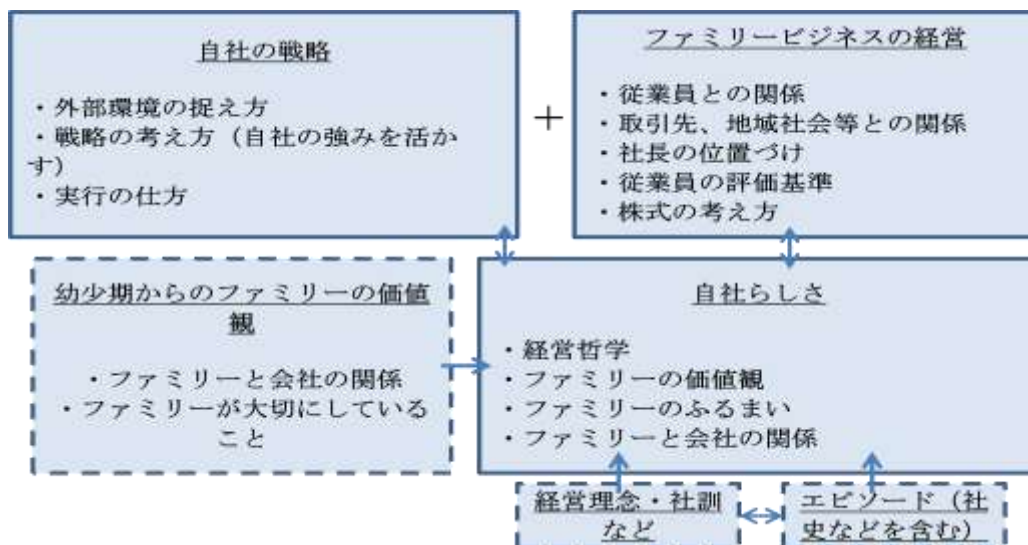 自社の戦略
・外部環境の捉え方
・戦略の考え方（自社の強みを活か
す）
・実行の仕方
＋
ファミリービジネスの経営
・従業員との関係
・取引先、地域社会等との関係
・社長の位置づけ
・従業員の評価基準
・株式の考え方
幼少期からのファミリーの価値
観
・ファミリーと会社の関係
・ファミリーが大切にしている
こと
自社らしさ
・経営哲学
・ファミリーの価値観
・ファミリーのふるまい
・ファミリーと会社の関係
経営理念・社訓
など
エピソード（社
史などを含む）